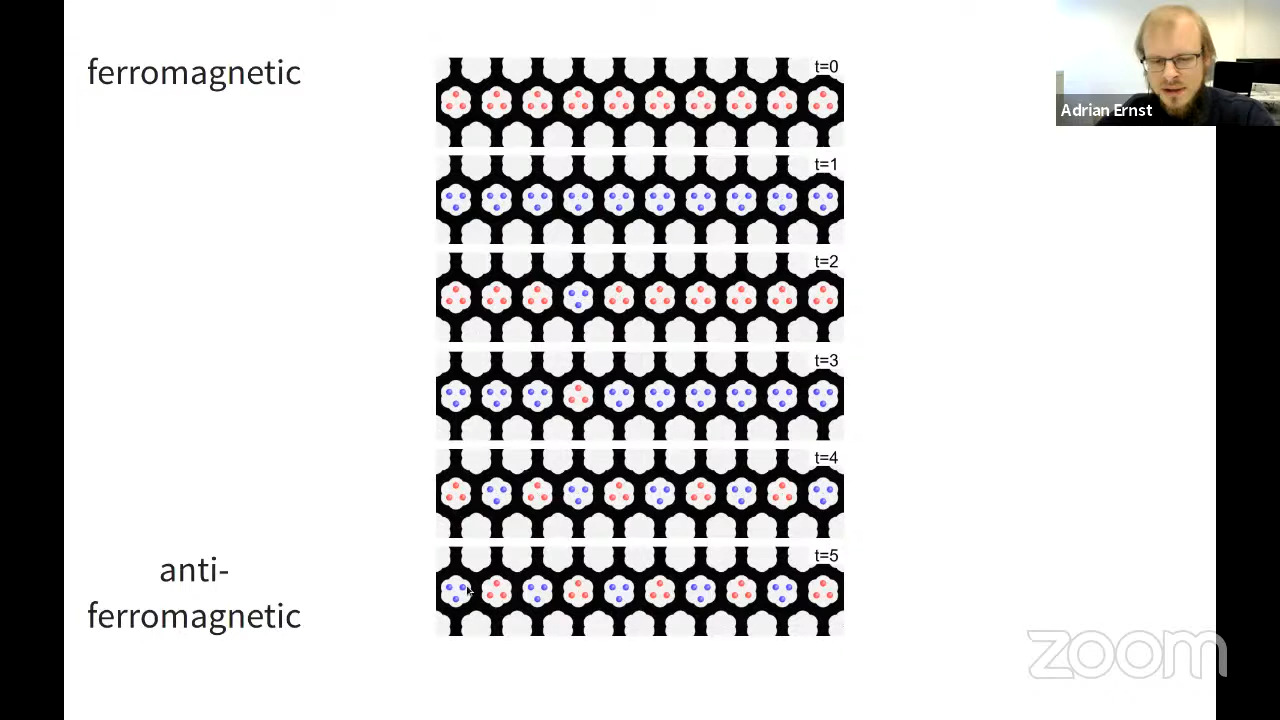 ferromagnetic
t=0
Adrian Ernst
t=1
t=2
t=3
t=4
t=5
anti-
ferromagnetic
zoom